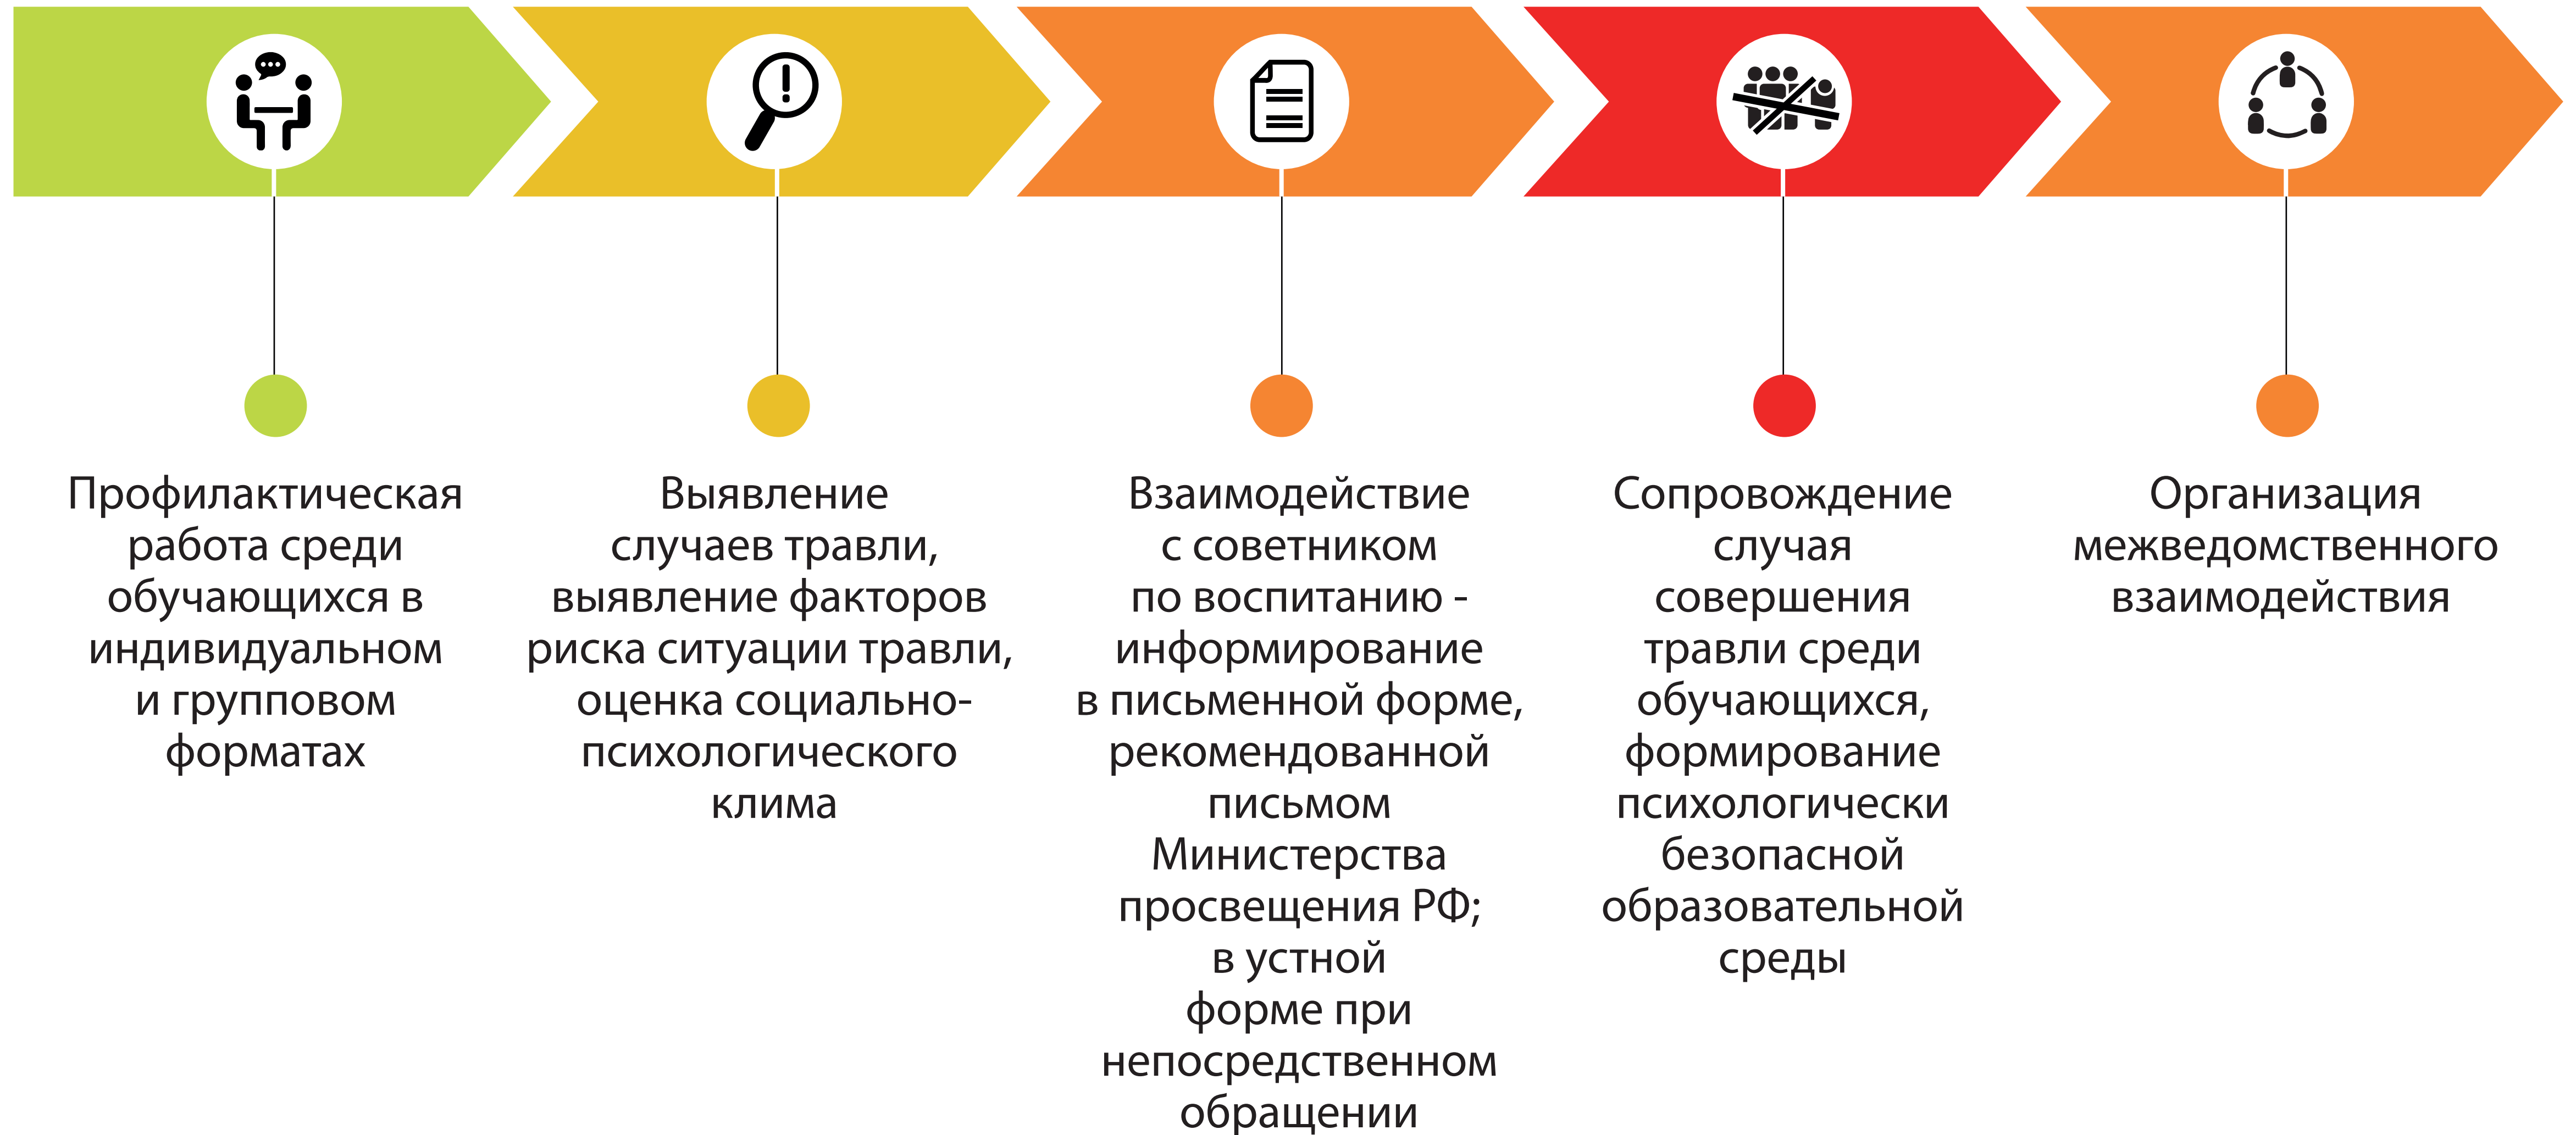 Профилактическая
работа среди
обучающихся в
индивидуальном
и групповом
форматах
Выявление
случаев травли,
выявление факторов
риска ситуации травли,
оценка социально-
психологического
клима
Взаимодействие
с советником
по воспитанию -
информирование
в письменной форме,
рекомендованной
письмом
Министерства
просвещения РФ;
в устной
форме при
непосредственном
обращении
Сопровождение
случая
совершения
травли среди
обучающихся,
формирование
психологически
безопасной
образовательной
среды
Организация
межведомственного
взаимодействия